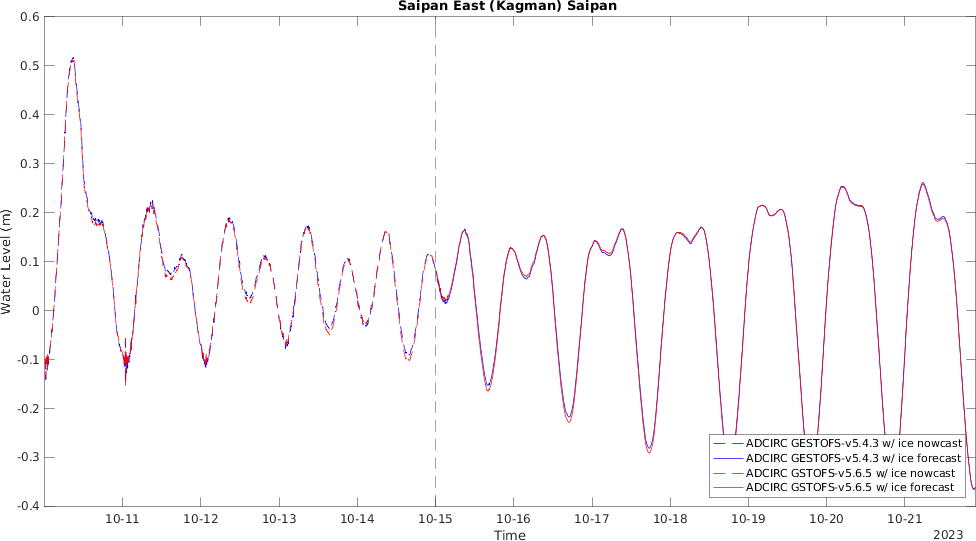 Saipan East (Kagman) Saipan
0.6
0.5
0.4
0.3
0.2
0.1
0
-0.1
-0.2
-0.3
-0.4
Water Level (m)
10-11 10-12 10-13 10-14 10-15 10-16 10-17 10-18 10-19 10-20 10-21
Time
2023
ADCIRC GESTOFS-v5.4.3 w/ ice nowcast
ADCIRC GESTOFS-v5.4.3 w/ ice forecast
ADCIRC GSTOFS-v5.6.5 w/ ice nowcast
ADCIRC GSTOFS-v5.6.5 w/ ice forecast